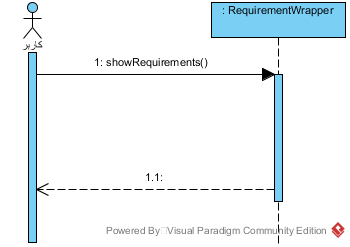 : RequirementWrapper
کاربر
1: showRequirements()
1.1:
Powered By Visual Paradigm Community Edition